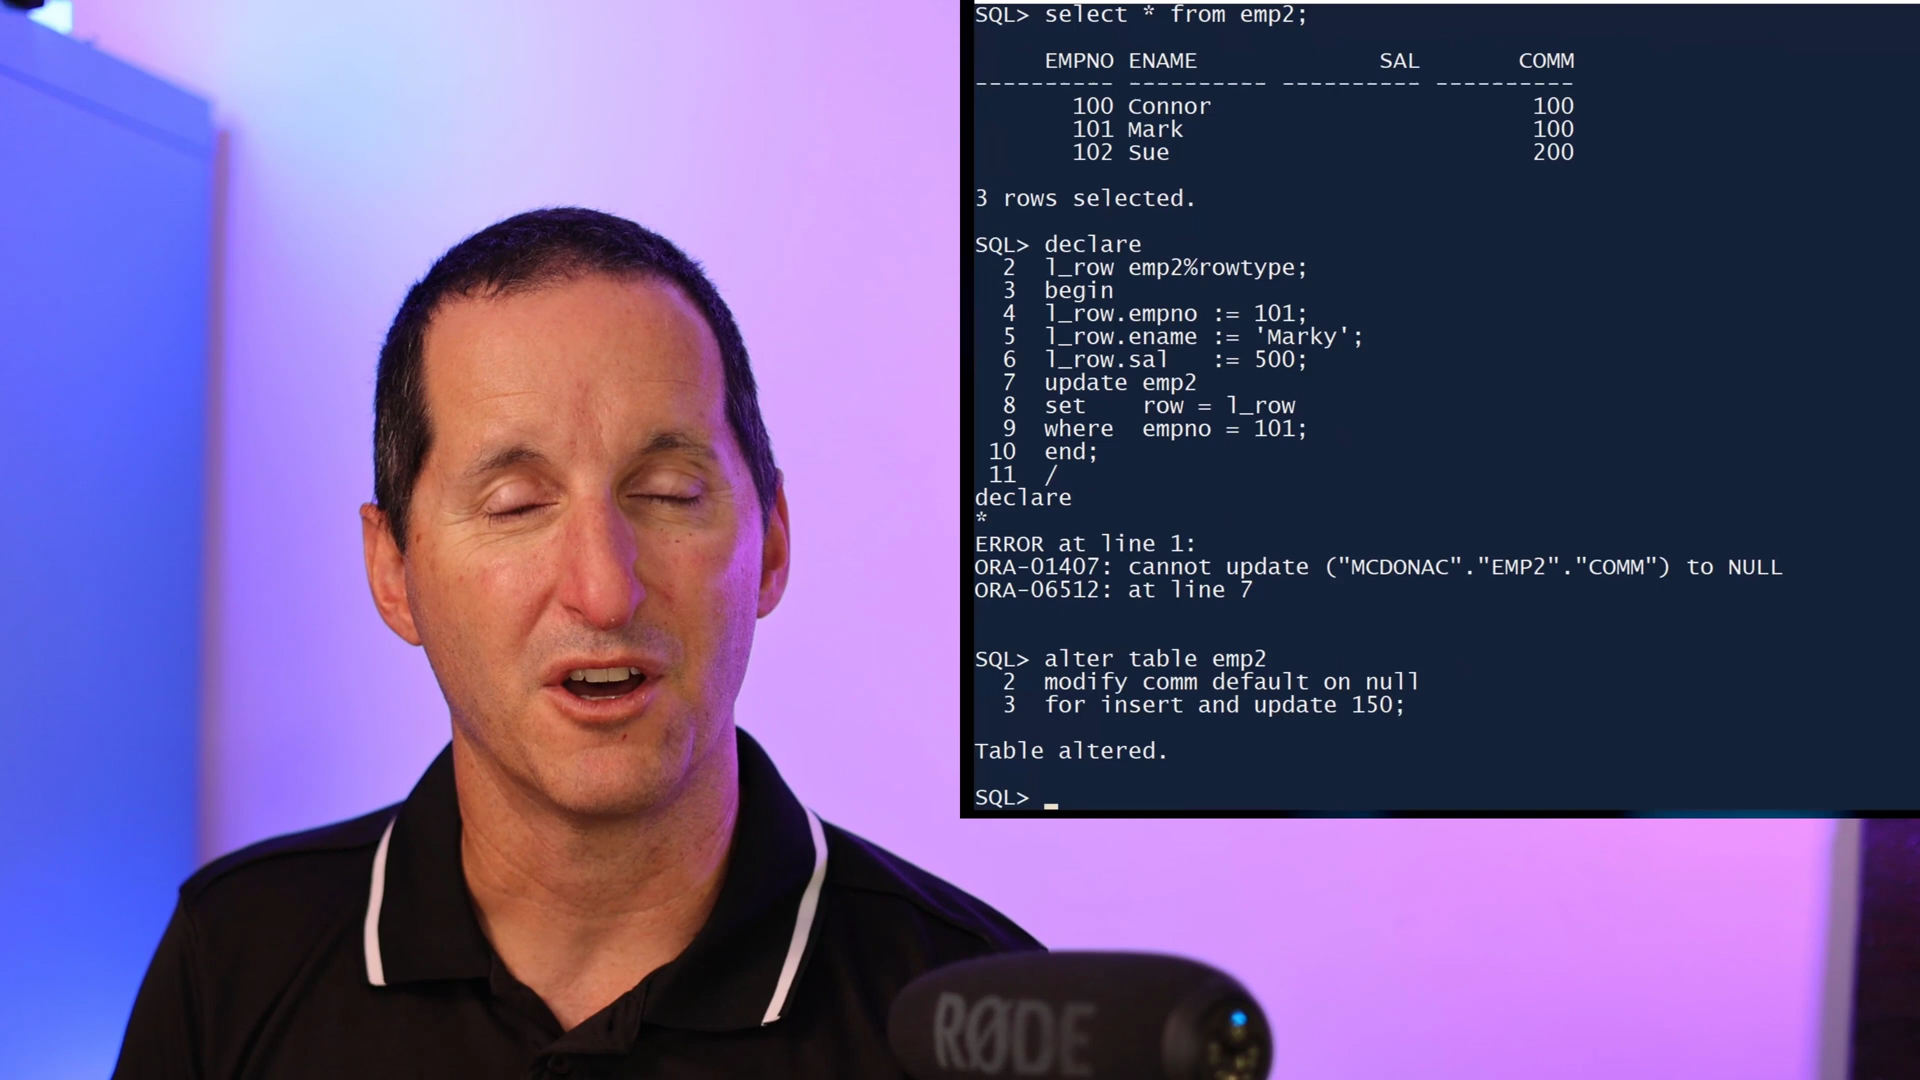 SQL> select * from emp2;
EMPNO ENAME SAL COMM
---------- ---------- ---------- ----------
100 Connor 100
101 Mark 100
102 Sue 200
3 rows selected.
SQL> declare
2 l_row emp2%rowtype;
3 begin
4 l_row.empno := 101;
5 l_row.ename := 'Marky';
6 l_row.sal := 500;
7 update emp2
8 set row = l_row
9 where empno = 101;
10 end;
11 /
declare
*
ERROR at line 1:
ORA-01407: cannot update ("MCDONAC"."EMP2"."COMM") to NULL
ORA-06512: at line 7
SQL> alter table emp2
2 modify comm default on null
3 for insert and update 150;
Table altered.
SQL> _
RØDE